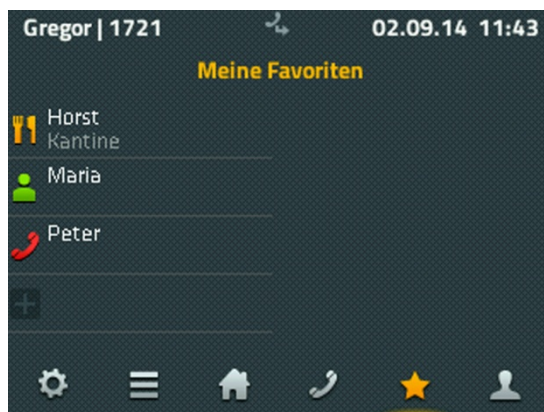 Gregor | 1721
02.09.14 11:43
Meine Favoriten
Horst
Kantine
Maria
Peter